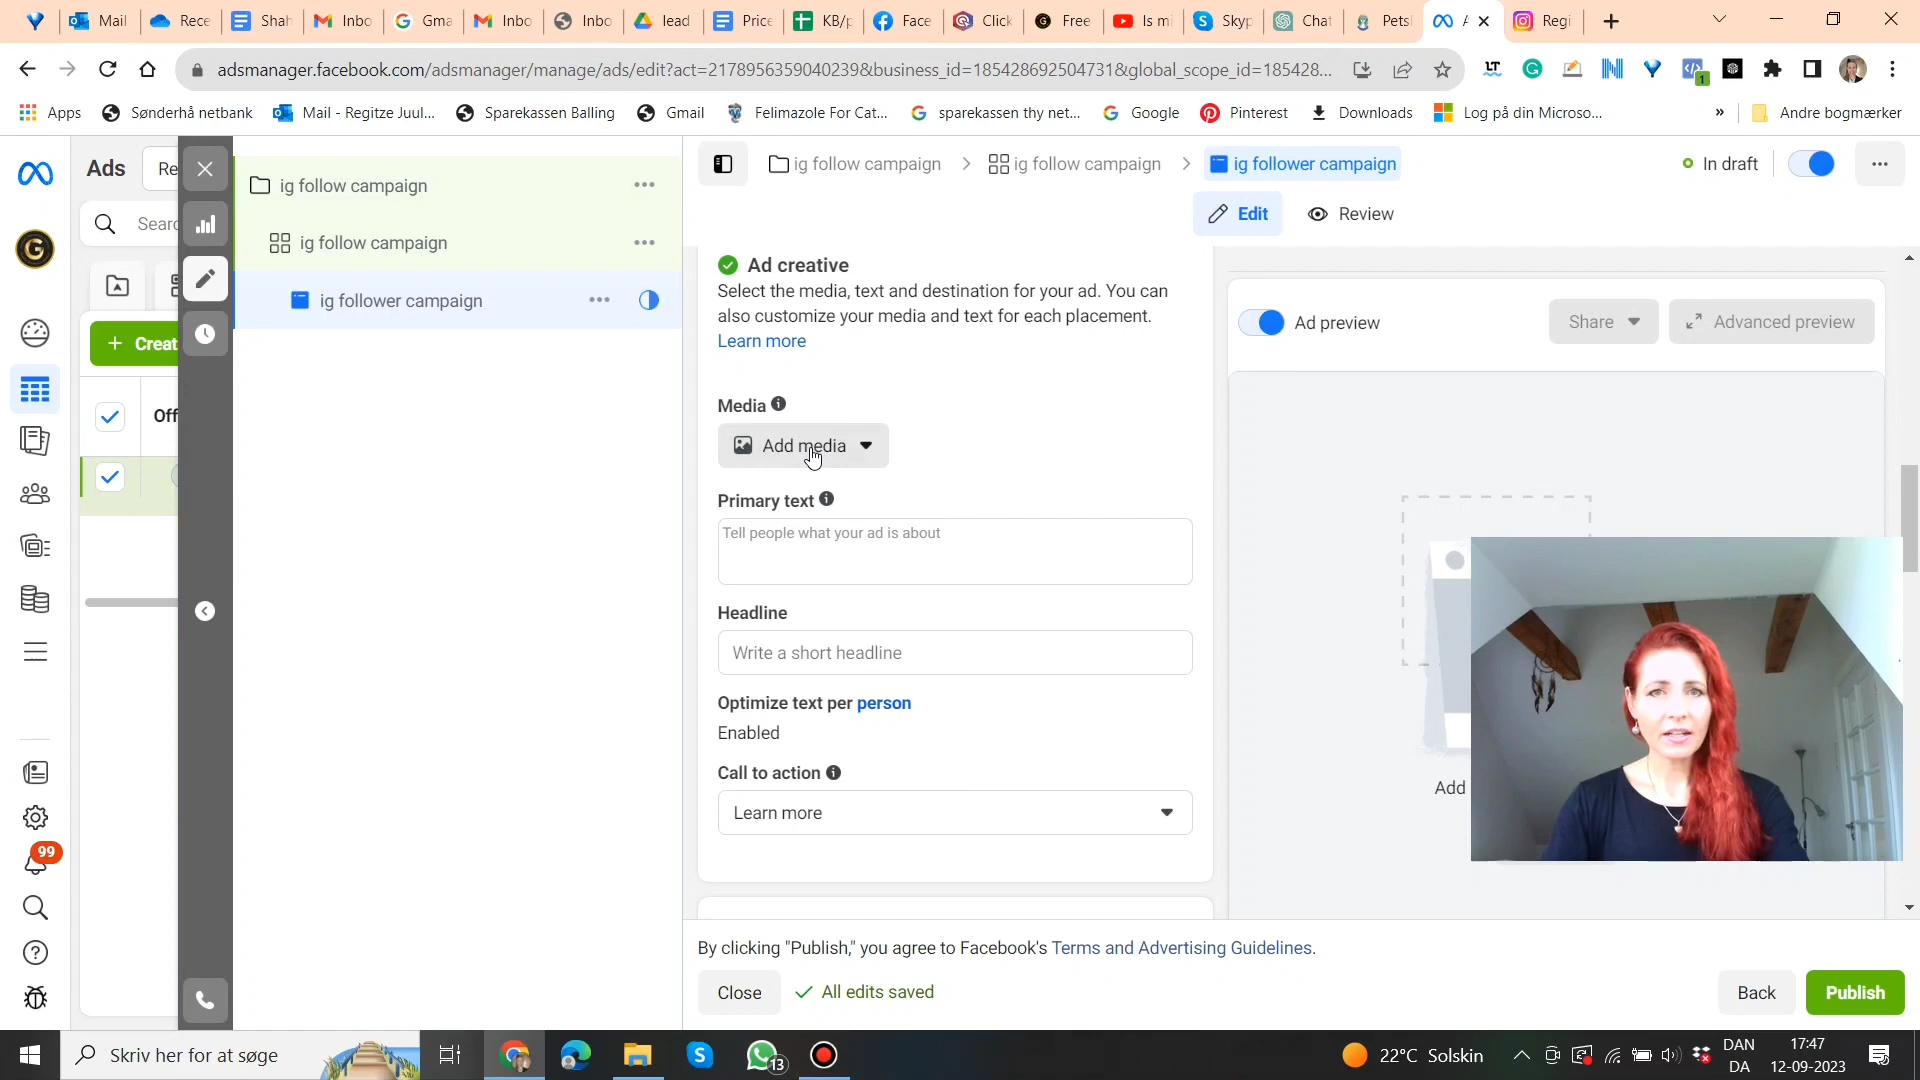 Mail
Rece
Shah
Inbo
Gma
Inbo
Inbo
lead
Price
KB/p
Face
Click
Free
Is mi
Skyp
Chat
Pets
Regi
adsmanager.facebook.com/adsmanager/manage/ads/edit?act=2178956359040239&business_id=185428692504731&global_scope_id=185428...
Apps
Sønderhå netbank
Mail - Regitze Juul...
Sparekassen Balling
Gmail
Felimazole For Cat...
sparekassen thy net...
Google
Pinterest
Downloads
Log på din Microso...
»
Andre bogmærker
Ads
Re
Searc
+ Creat
Off
99
ig follow campaign
ig follow campaign
ig follower campaign
ig follow campaign > ig follow campaign > ig follower campaign
In draft
Edit
Review
Ad creative
Select the media, text and destination for your ad. You can
also customize your media and text for each placement.
Learn more
Media
Add media
Primary text
Tell people what your ad is about
Headline
Write a short headline
Optimize text per person
Enabled
Call to action
Learn more
Ad preview
Share
Advanced preview
Add
By clicking "Publish," you agree to Facebook's Terms and Advertising Guidelines.
Close
All edits saved
Back
Publish
Skriv her for at søge
13
22°C Solskin
DAN
DA
17:47
12-09-2023